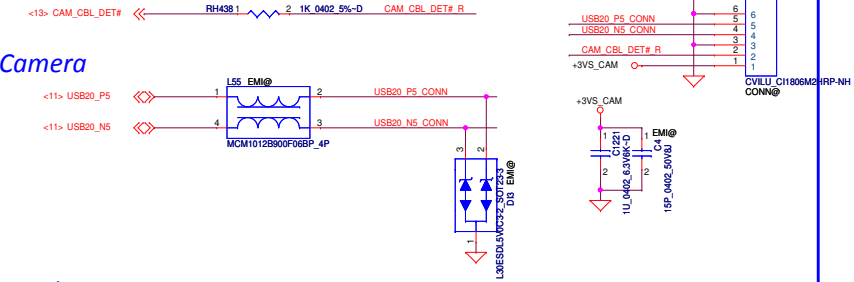 <13> CAM_CBL_DET#
RH438 1
2 1K_0402_5%~D
CAM_CBL_DET#_R
Camera
L55 EMI@
<11> USB20_P5
1
2
USB20_P5_CONN
<11> USB20_N5
4
3
USB20_N5_CONN
MCM1012B900F06BP_4P
3
2
1
L30ESDL5V0C3-2_SOT23-3
DI3 EMI@
USB20_P5_CONN
USB20_N5_CONN
CAM_CBL_DET#_R
+3VS_CAM
6
5
4
3
2
1
6
5
4
3
2
1
CVILU_CI1806M2HRP-NH
CONN@
+3VS_CAM
1
2
C1221
1U_0402_6.3V6K~D
1
2
EMI@
C4
15P_0402_50V8J